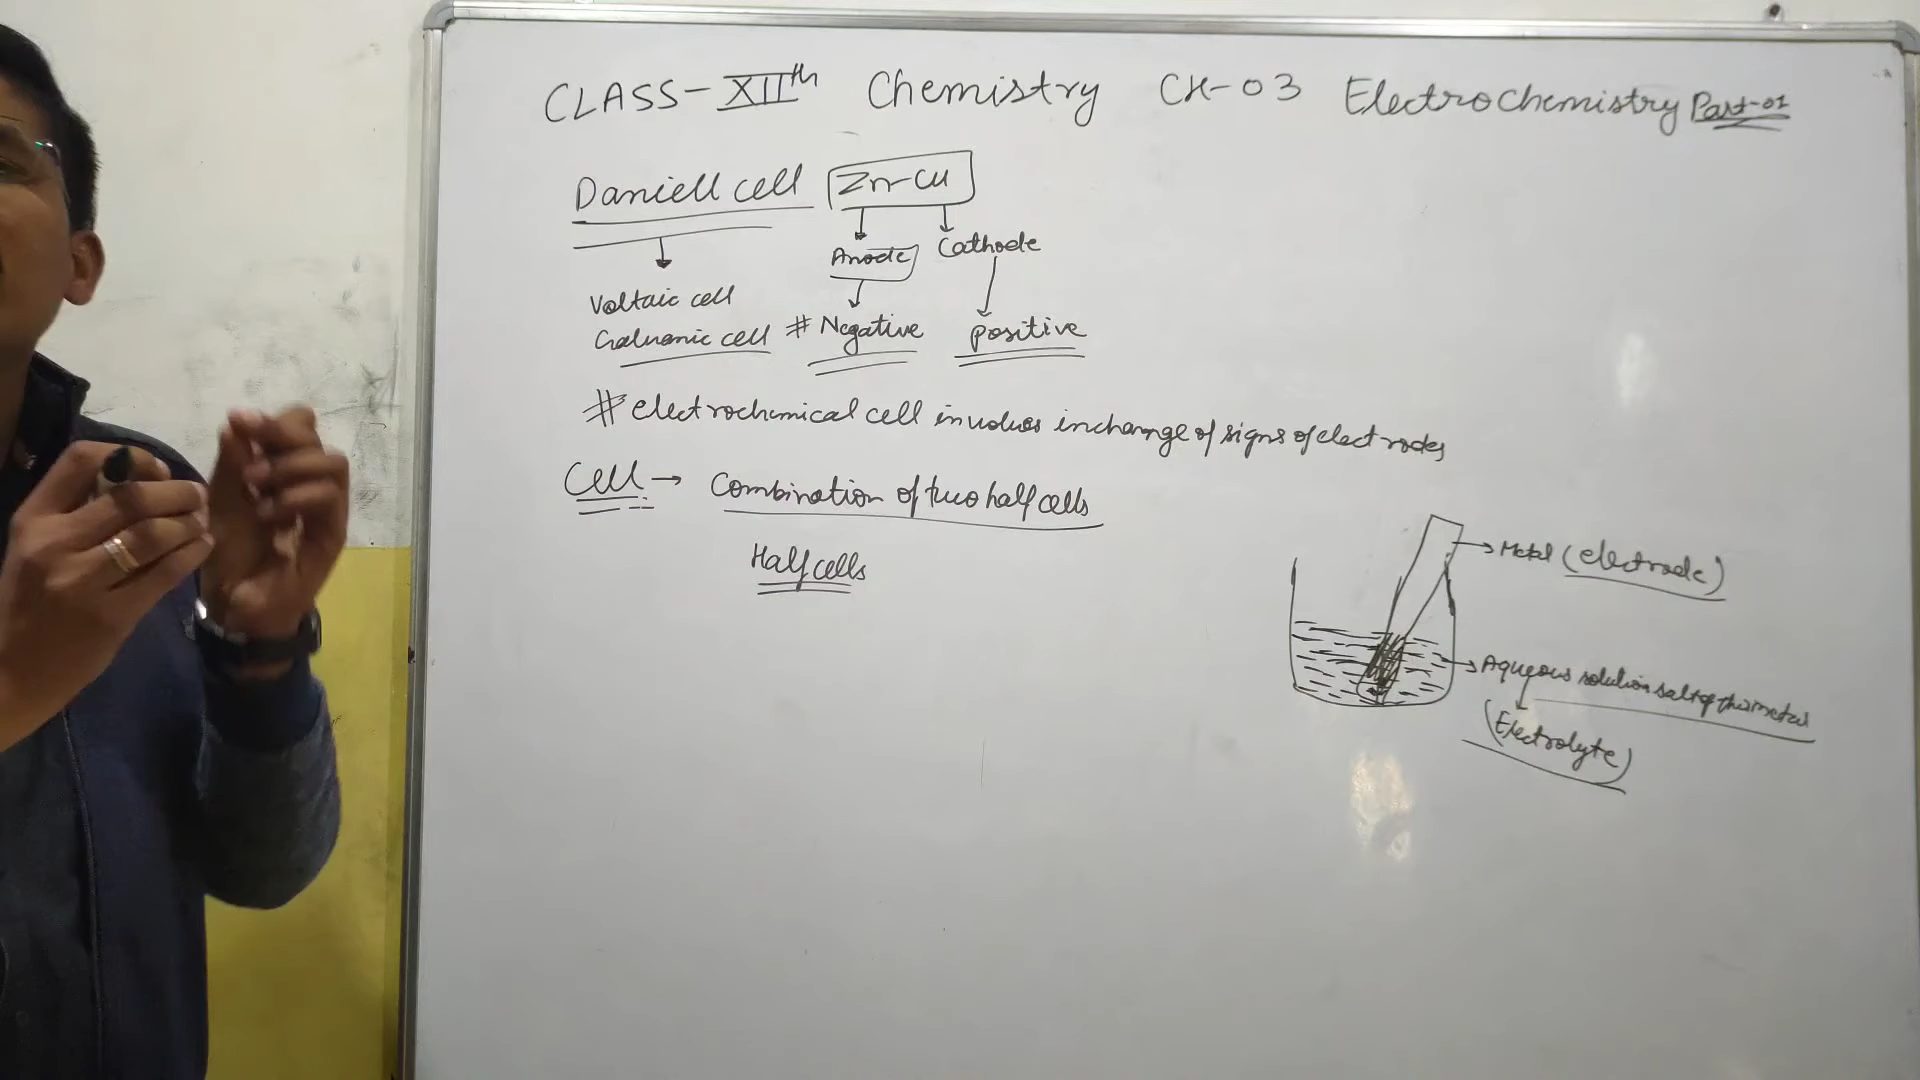 CLASS-XIIth Chemistry CH-03 Electrochemistry Part-01
Daniell cell Zn-Cu
Anode Cathode
Voltaic cell
Galvanic cell # Negative positive
# electrochemical cell involves inchange of signs of electrodes
Cell → Combination of two half cells
Half cells
Metal (electrode)
Aqueous solution salt of this metal
(Electrolyte)